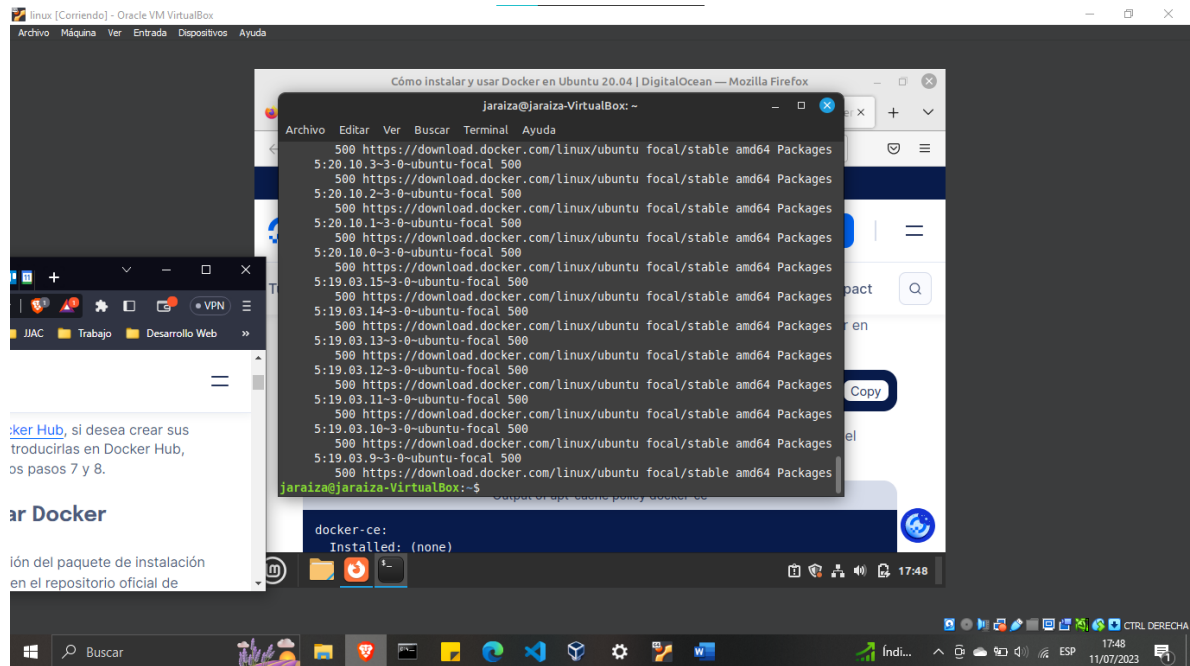 linux [Corriendo] - Oracle VM VirtualBox
Archivo Máquina Ver Entrada Dispositivos Ayuda
Cómo instalar y usar Docker en Ubuntu 20.04 | DigitalOcean — Mozilla Firefox
jaraiza@jaraiza-VirtualBox: ~
Archivo Editar Ver Buscar Terminal Ayuda
500 https://download.docker.com/linux/ubuntu focal/stable amd64 Packages
5:20.10.3~3-0~ubuntu-focal 500
500 https://download.docker.com/linux/ubuntu focal/stable amd64 Packages
5:20.10.2~3-0~ubuntu-focal 500
500 https://download.docker.com/linux/ubuntu focal/stable amd64 Packages
5:20.10.1~3-0~ubuntu-focal 500
500 https://download.docker.com/linux/ubuntu focal/stable amd64 Packages
5:20.10.0~3-0~ubuntu-focal 500
500 https://download.docker.com/linux/ubuntu focal/stable amd64 Packages
5:19.03.15~3-0~ubuntu-focal 500
500 https://download.docker.com/linux/ubuntu focal/stable amd64 Packages
5:19.03.14~3-0~ubuntu-focal 500
500 https://download.docker.com/linux/ubuntu focal/stable amd64 Packages
5:19.03.13~3-0~ubuntu-focal 500
500 https://download.docker.com/linux/ubuntu focal/stable amd64 Packages
5:19.03.12~3-0~ubuntu-focal 500
500 https://download.docker.com/linux/ubuntu focal/stable amd64 Packages
5:19.03.11~3-0~ubuntu-focal 500
500 https://download.docker.com/linux/ubuntu focal/stable amd64 Packages
5:19.03.10~3-0~ubuntu-focal 500
500 https://download.docker.com/linux/ubuntu focal/stable amd64 Packages
5:19.03.9~3-0~ubuntu-focal 500
500 https://download.docker.com/linux/ubuntu focal/stable amd64 Packages
jaraiza@jaraiza-VirtualBox:~$
er
pact
r en
Copy
el
docker-ce:
Installed: (none)
17:48
VPN
JJAC Trabajo Desarrollo Web »
ker Hub, si desea crear sus
troducirlas en Docker Hub,
os pasos 7 y 8.
ar Docker
ión del paquete de instalación
en el repositorio oficial de
CTRL DERECHA
Buscar
Índi...
ESP
17:48
11/07/2023